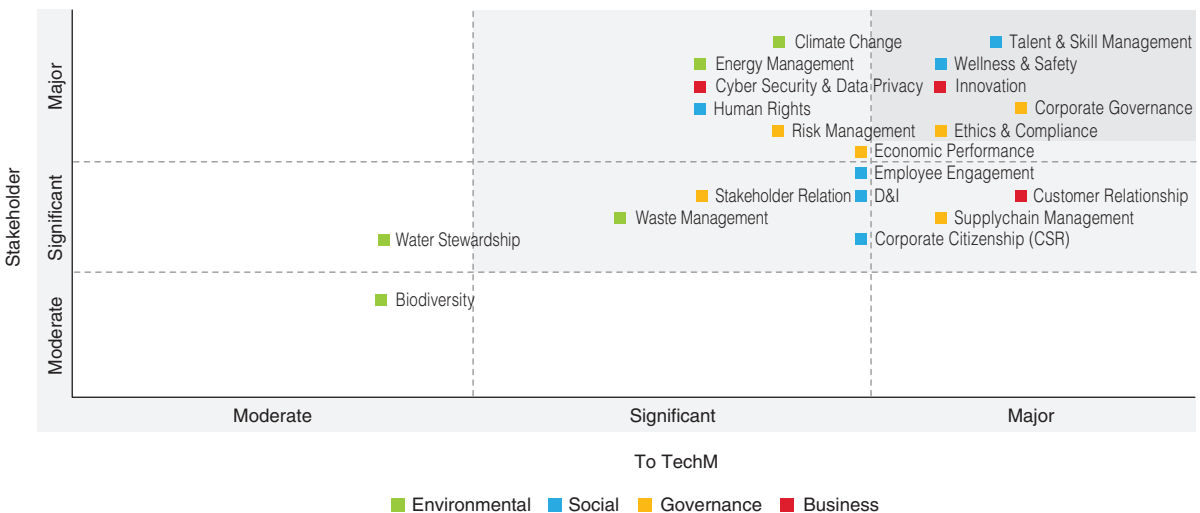 Stakeholder
Major
Significant
Moderate
Climate Change
Talent & Skill Management
Energy Management
Wellness & Safety
Cyber Security & Data Privacy
Innovation
Human Rights
Corporate Governance
Risk Management
Ethics & Compliance
Economic Performance
Employee Engagement
Stakeholder Relation
D&I
Customer Relationship
Waste Management
Supplychain Management
Water Stewardship
Corporate Citizenship (CSR)
Biodiversity
Moderate
Significant
Major
To TechM
Environmental
Social
Governance
Business